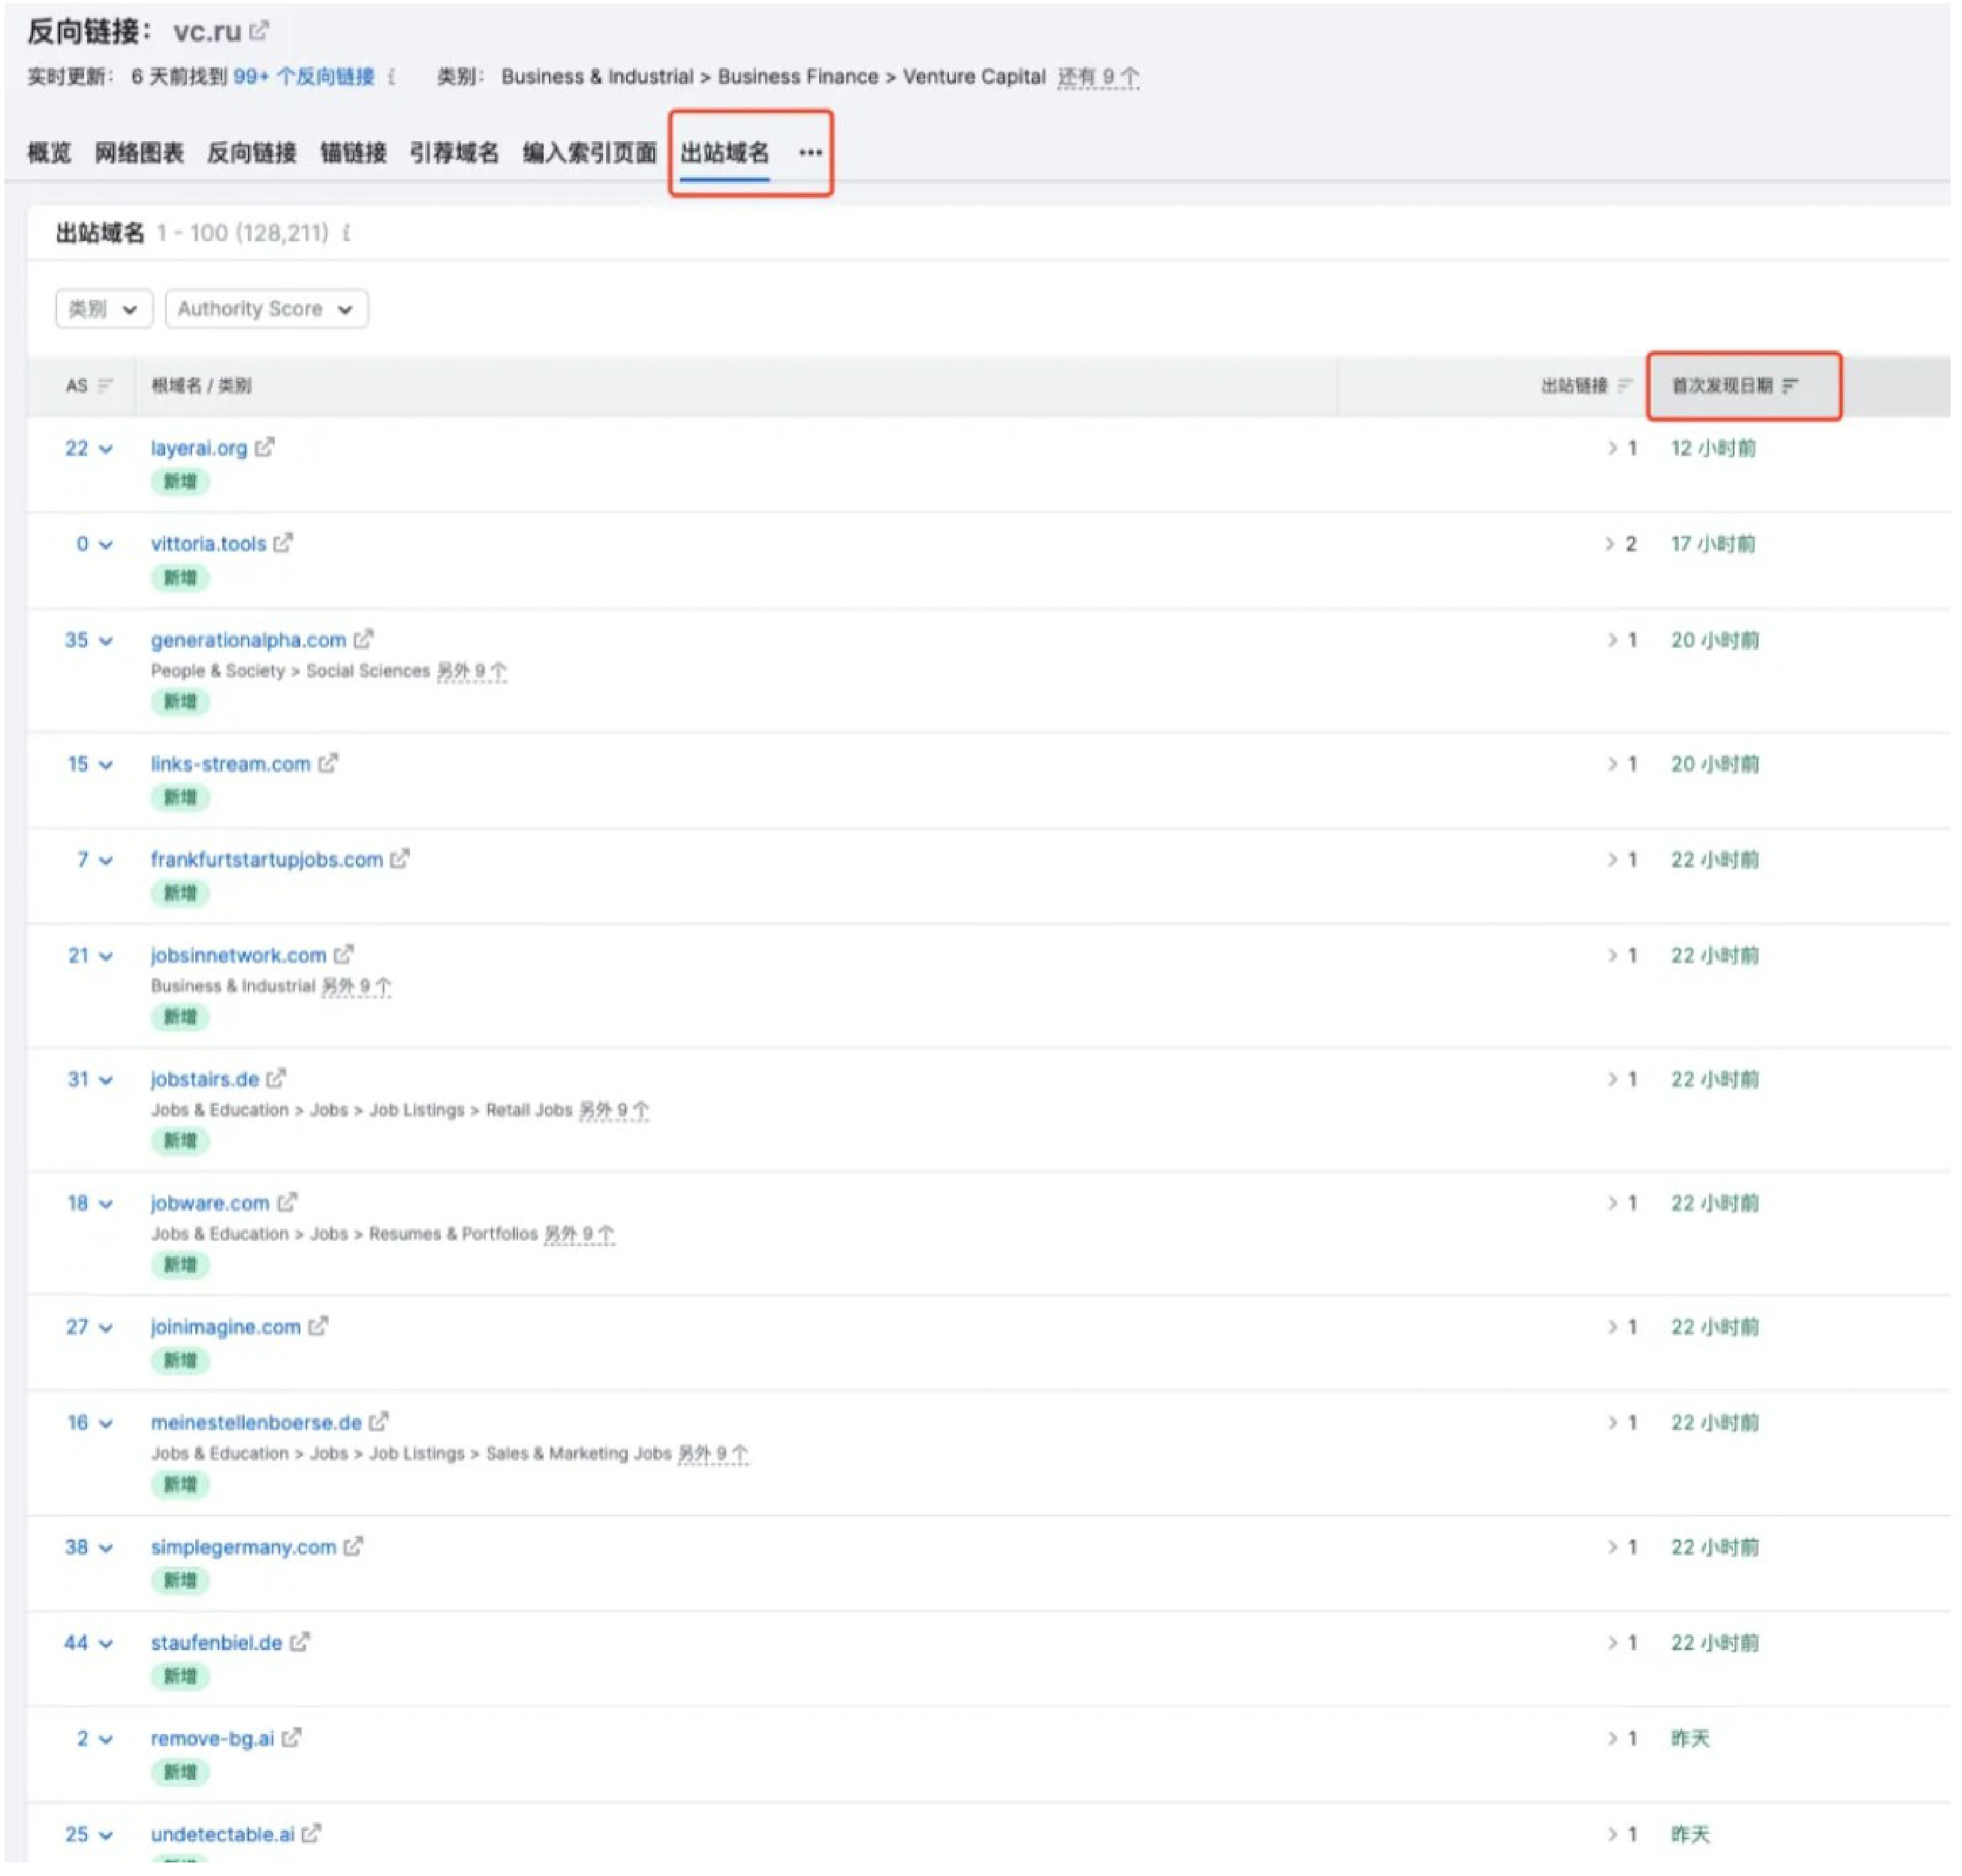 反向链接： vc.ru
实时更新： 6 天前找到 99+ 个反向链接 i 类别： Business & Industrial > Business Finance > Venture Capital 还有 9 个
概览 网络图表 反向链接 锚链接 引荐域名 编入索引页面 出站域名 •••
出站域名 1 - 100 (128,211) i
类别 Authority Score
AS 根域名 / 类别 出站链接 首次发现日期
22 layerai.org > 1 12 小时前
新增
0 vittoria.tools > 2 17 小时前
新增
35 generationalpha.com > 1 20 小时前
People & Society > Social Sciences 另外 9 个
新增
15 links-stream.com > 1 20 小时前
新增
7 frankfurtstartupjobs.com > 1 22 小时前
新增
21 jobsinnetwork.com > 1 22 小时前
Business & Industrial 另外 9 个
新增
31 jobstairs.de > 1 22 小时前
Jobs & Education > Jobs > Job Listings > Retail Jobs 另外 9 个
新增
18 jobware.com > 1 22 小时前
Jobs & Education > Jobs > Resumes & Portfolios 另外 9 个
新增
27 joinimagine.com > 1 22 小时前
新增
16 meinestellenboerse.de > 1 22 小时前
Jobs & Education > Jobs > Job Listings > Sales & Marketing Jobs 另外 9 个
新增
38 simplegermany.com > 1 22 小时前
新增
44 staufenbiel.de > 1 22 小时前
新增
2 remove-bg.ai > 1 昨天
新增
25 undetectable.ai > 1 昨天